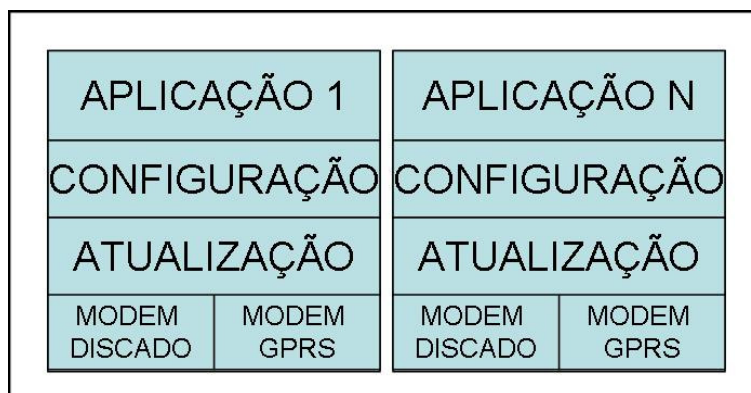 APLICAÇÃO 1
CONFIGURAÇÃO
ATUALIZAÇÃO
MODEM
DISCADO
MODEM
GPRS
APLICAÇÃO N
CONFIGURAÇÃO
ATUALIZAÇÃO
MODEM
DISCADO
MODEM
GPRS